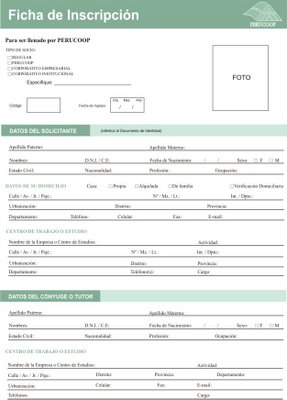 Ficha de Inscripción
PERUCOOP
Para ser llenado por PERUCOOP
TIPO DE SOCIO:
REGULAR
PERUCOOP
CORPORATIVO EMPRESARIAL
CORPORATIVO INSTITUCIONAL
Especifique:
FOTO
Código: Fecha de Ingreso: Día Mes Año / /
DATOS DEL SOLICITANTE (Idéntico al Documento de Identidad)
Apellido Paterno: Apellido Materno:
Nombres: D.N.I. / C.E: Fecha de Nacimiento: / / Sexo: F M
Estado Civil: Nacionalidad: Profesión: Ocupación:
DATOS DE SU DOMICILIO Casa Propia Alquilada De familia Verificación Domiciliaria
Calle / Av. / Jr. / Psje.: Nº / Mz. / Lt.: Int. / Dpto.:
Urbanización: Distrito: Provincia:
Departamento: Teléfono: Celular: Fax: E-mail:
CENTRO DE TRABAJO O ESTUDIO
Nombre de la Empresa o Centro de Estudios: Actividad:
Calle / Av. / Jr. / Psje.: Nº / Mz. / Lt.: Int. / Dpto.:
Urbanización: Distrito: Provincia:
Departamento: Teléfono(s): Cargo:
DATOS DEL CÓNYUGE O TUTOR
Apellido Paterno: Apellido Materno:
Nombres: D.N.I. / C.E: Fecha de Nacimiento: / / Sexo: F M
Estado Civil: Nacionalidad: Profesión: Ocupación:
CENTRO DE TRABAJO O ESTUDIO
Nombre de la Empresa o Centro de Estudios: Actividad:
Calle / Av. / Jr. / Psje.: Distrito: Provincia: Departamento:
Urbanización: Celular: Fax: E-mail:
Teléfono: Cargo: